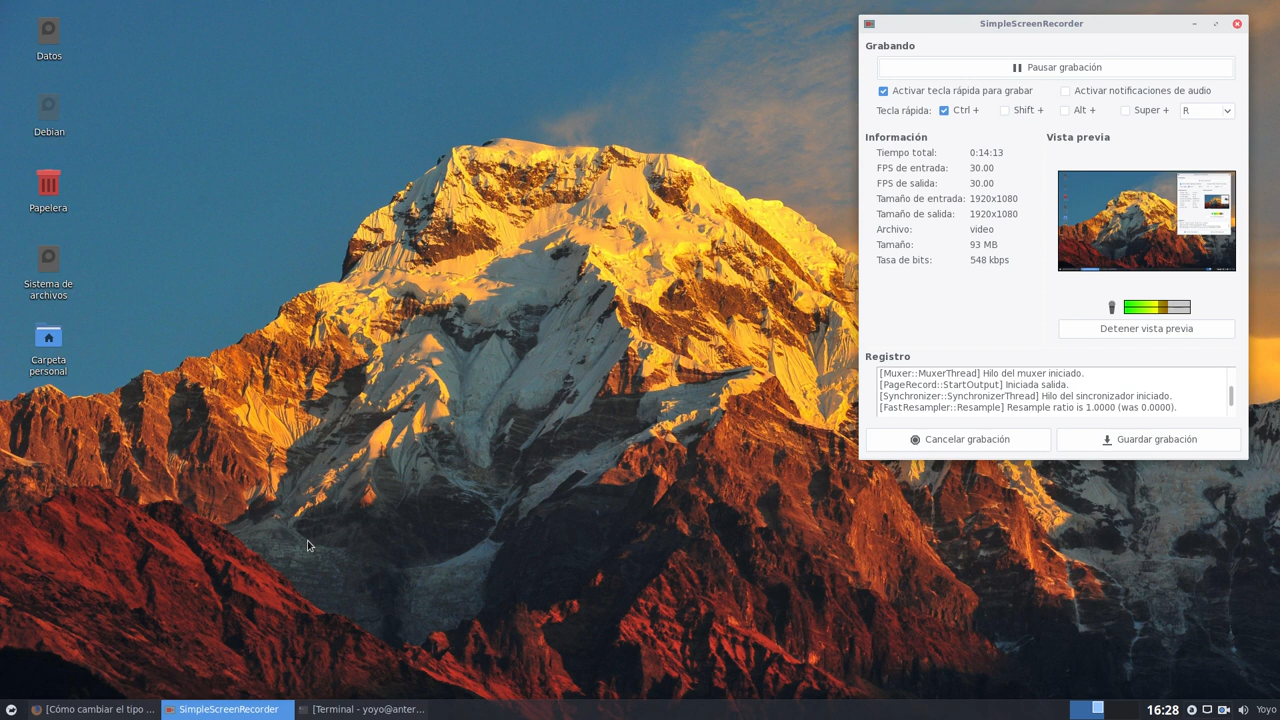 Datos
Debian
Papelera
Sistema de
archivos
Carpeta
personal
SimpleScreenRecorder
Grabando
Pausar grabación
Activar tecla rápida para grabar
Activar notificaciones de audio
Tecla rápida: Ctrl + Shift + Alt + Super + R
Información
Tiempo total: 0:14:13
FPS de entrada: 30.00
FPS de salida: 30.00
Tamaño de entrada: 1920x1080
Tamaño de salida: 1920x1080
Archivo: video
Tamaño: 93 MB
Tasa de bits: 548 kbps
Vista previa
Detener vista previa
Registro
[Muxer::MuxerThread] Hilo del muxer iniciado.
[PageRecord::StartOutput] Iniciada salida.
[Synchronizer::SynchronizerThread] Hilo del sincronizador iniciado.
[FastResampler::Resample] Resample ratio is 1.0000 (was 0.0000).
Cancelar grabación
Guardar grabación
[Cómo cambiar el tipo ...
SimpleScreenRecorder
[Terminal - yoyo@anter...
16:28
Yoyo